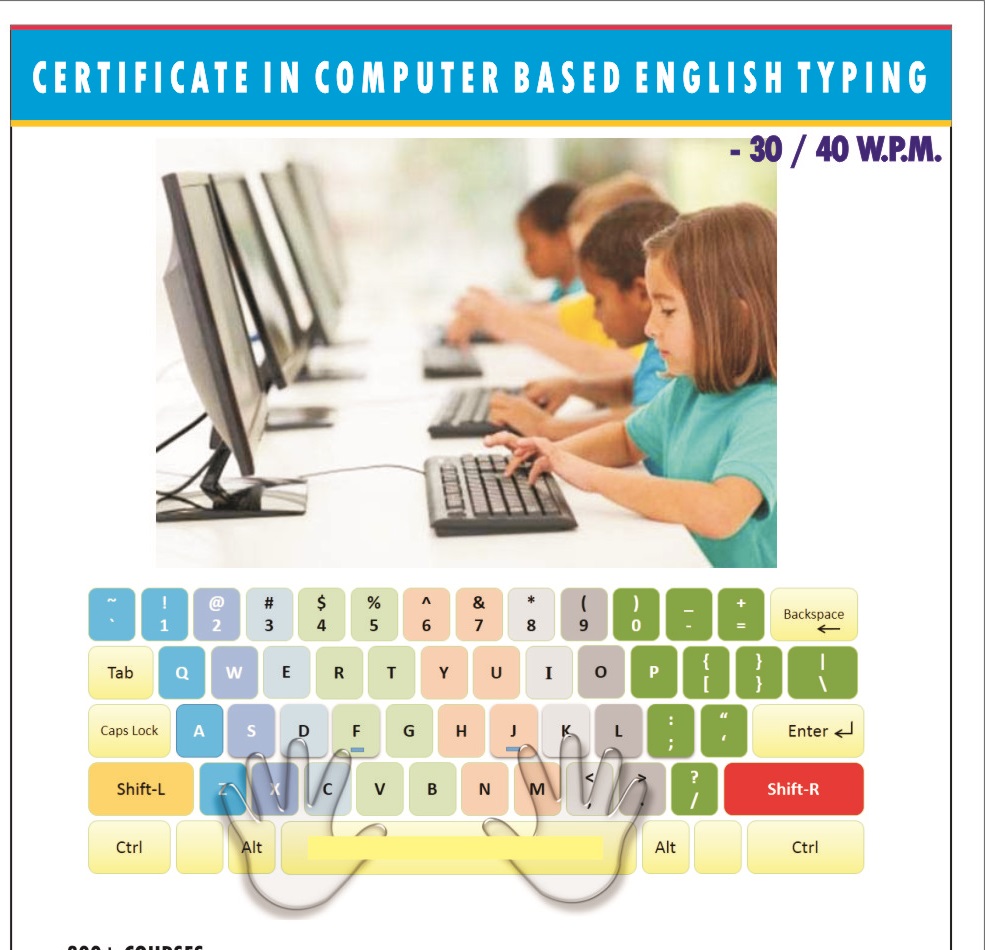 CERTIFICATE IN COMPUTER BASED ENGLISH TYPING
- 30 / 40 W.P.M.
~ ! @ # $ % ^ & * ( ) _ +
` 1 2 3 4 5 6 7 8 9 0 - = Backspace
Tab Q W E R T Y U I O P { } |
[ } \
Caps Lock A S D F G H J K L : “ Enter
; ‘
Shift-L Z X C V B N M < > ? Shift-R
, . /
Ctrl Alt Alt Ctrl